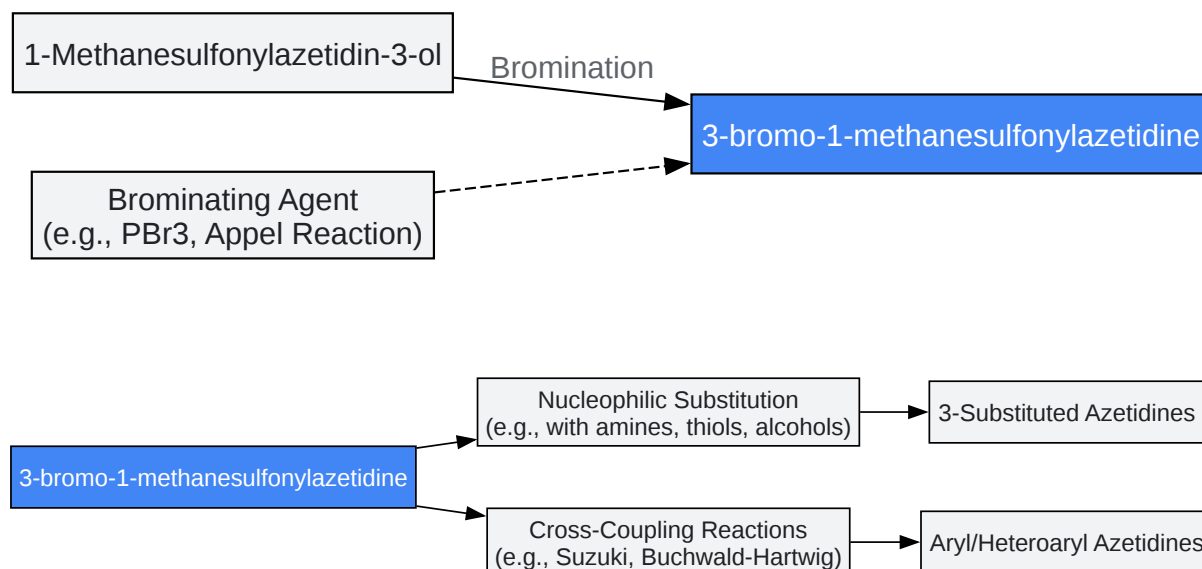 1-Methanesulfonylazetidin-3-ol
Bromination
3-bromo-1-methanesulfonylazetidine
Brominating Agent
(e.g., PBr3, Appel Reaction)
Nucleophilic Substitution
(e.g., with amines, thiols, alcohols)
3-Substituted Azetidines
3-bromo-1-methanesulfonylazetidine
Cross-Coupling Reactions
(e.g., Suzuki, Buchwald-Hartwig)
Aryl/Heteroaryl Azetidines